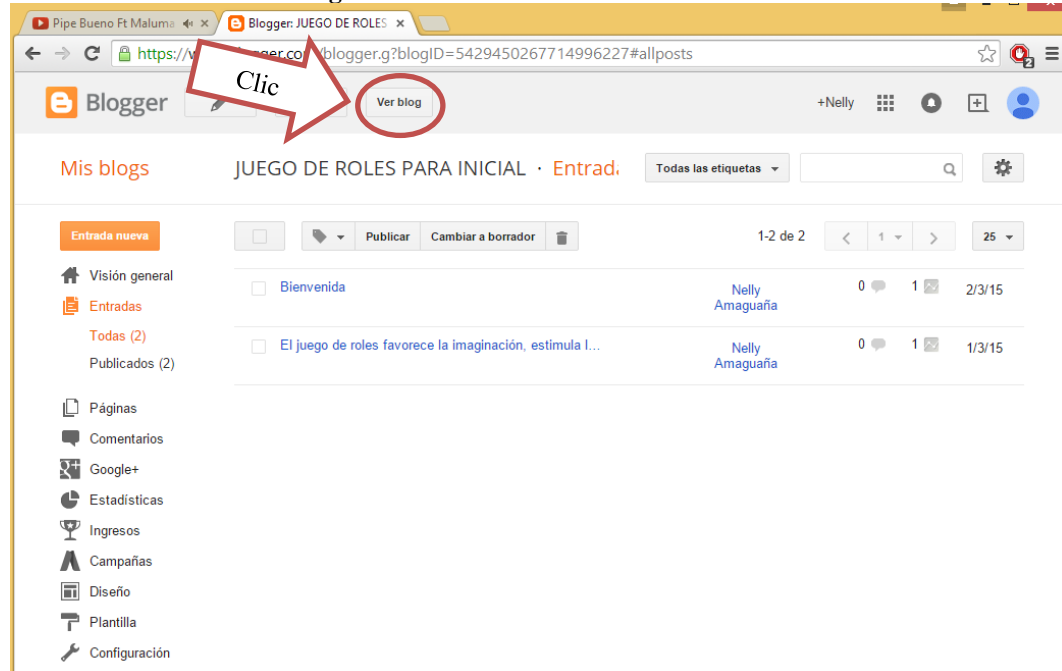 Pipe Bueno Ft Maluma
Blogger: JUEGO DE ROLES
https://w
/blogger.g?blogID=5429450267714996227#allposts
2
Clic
Blogger
Ver blog
+Nelly
Mis blogs
JUEGO DE ROLES PARA INICIAL · Entrad
Todas las etiquetas
Entrada nueva
Publicar
Cambiar a borrador
1-2 de 2
1
25
Visión general
Entradas
Todas (2)
Publicados (2)
Páginas
Comentarios
Google+
Estadísticas
Ingresos
Campañas
Diseño
Plantilla
Configuración
Bienvenida
Nelly
Amaguaña
0
1
2/3/15
El juego de roles favorece la imaginación, estimula l...
Nelly
Amaguaña
0
1
1/3/15